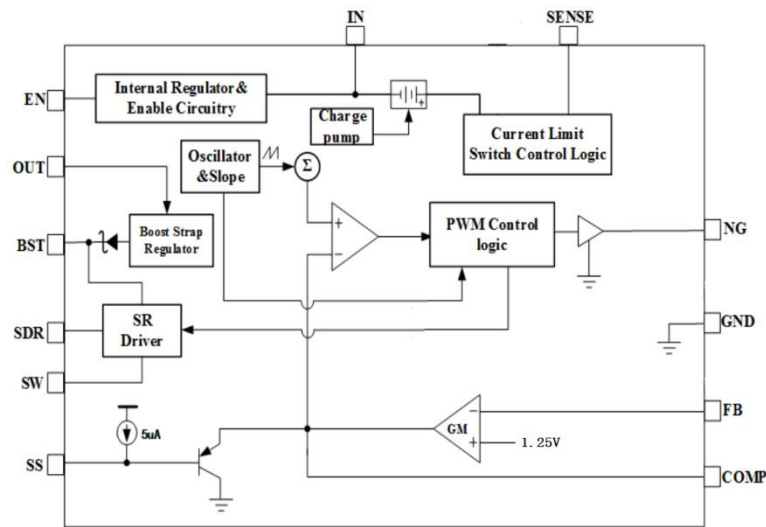 IN
SENSE
Internal Regulator&
Enable Circuitry
EN
Charge
pump
+
Current Limit
Switch Control Logic
OUT
Oscillator
&Slope
Σ
Boost Strap
Regulator
BST
+
−
PWM Control
logic
NG
SDR
SR
Driver
GND
SW
FB
−
GM
+
1.25V
5uA
SS
COMP